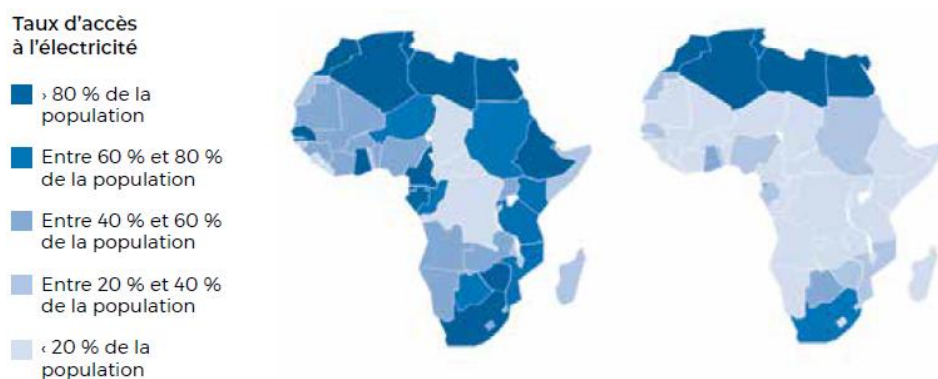 Taux d'accès
à l'électricité
› 80 % de la
population
Entre 60 % et 80 %
de la population
Entre 40 % et 60 %
de la population
Entre 20 % et 40 %
de la population
‹ 20 % de la
population